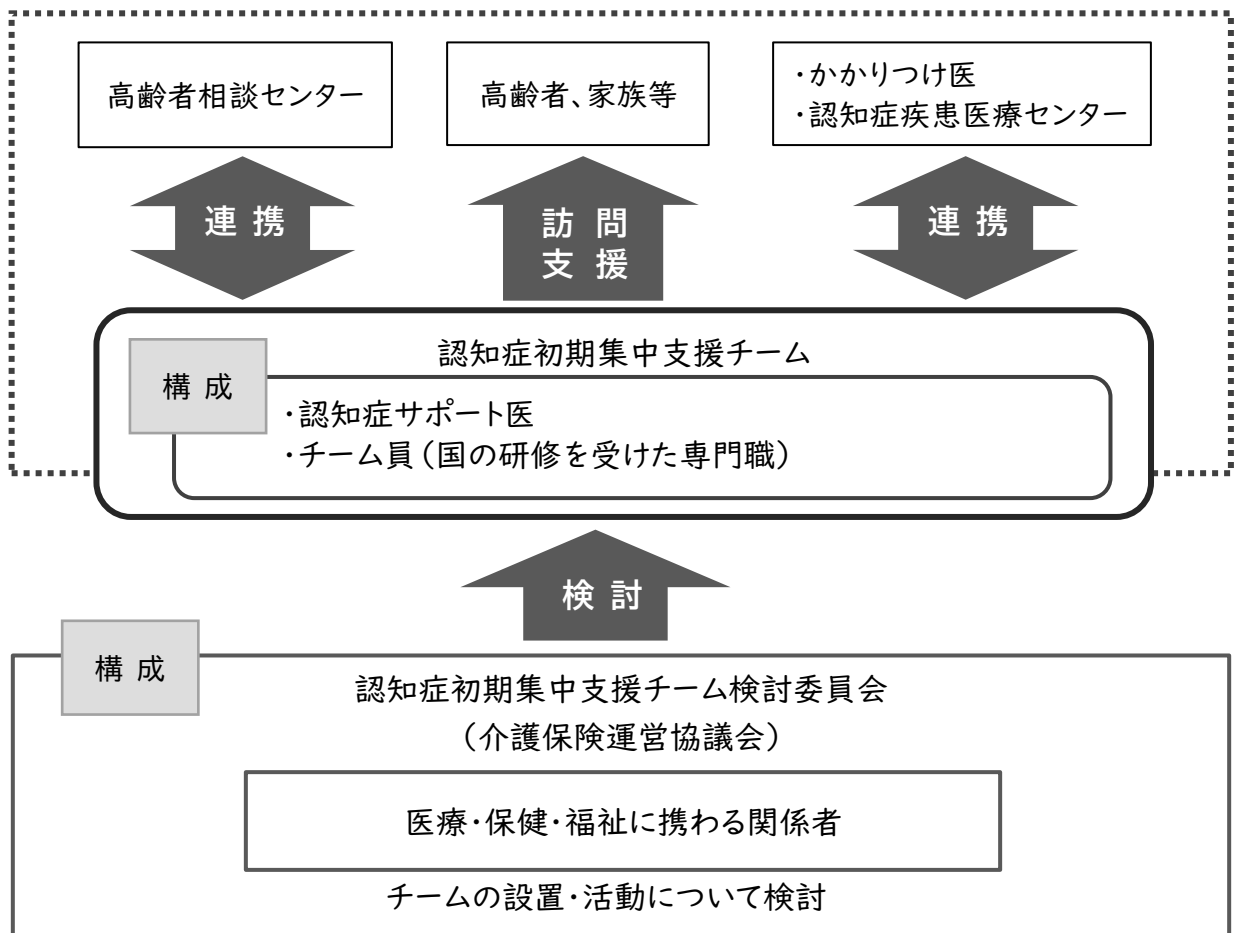 高齢者相談センター
高齢者、家族等
・かかりつけ医
・認知症疾患医療センター
連携
訪問
支援
連携
認知症初期集中支援チーム
構成
・認知症サポート医
・チーム員（国の研修を受けた専門職）
検討
構成
認知症初期集中支援チーム検討委員会
（介護保険運営協議会）
医療・保健・福祉に携わる関係者
チームの設置・活動について検討